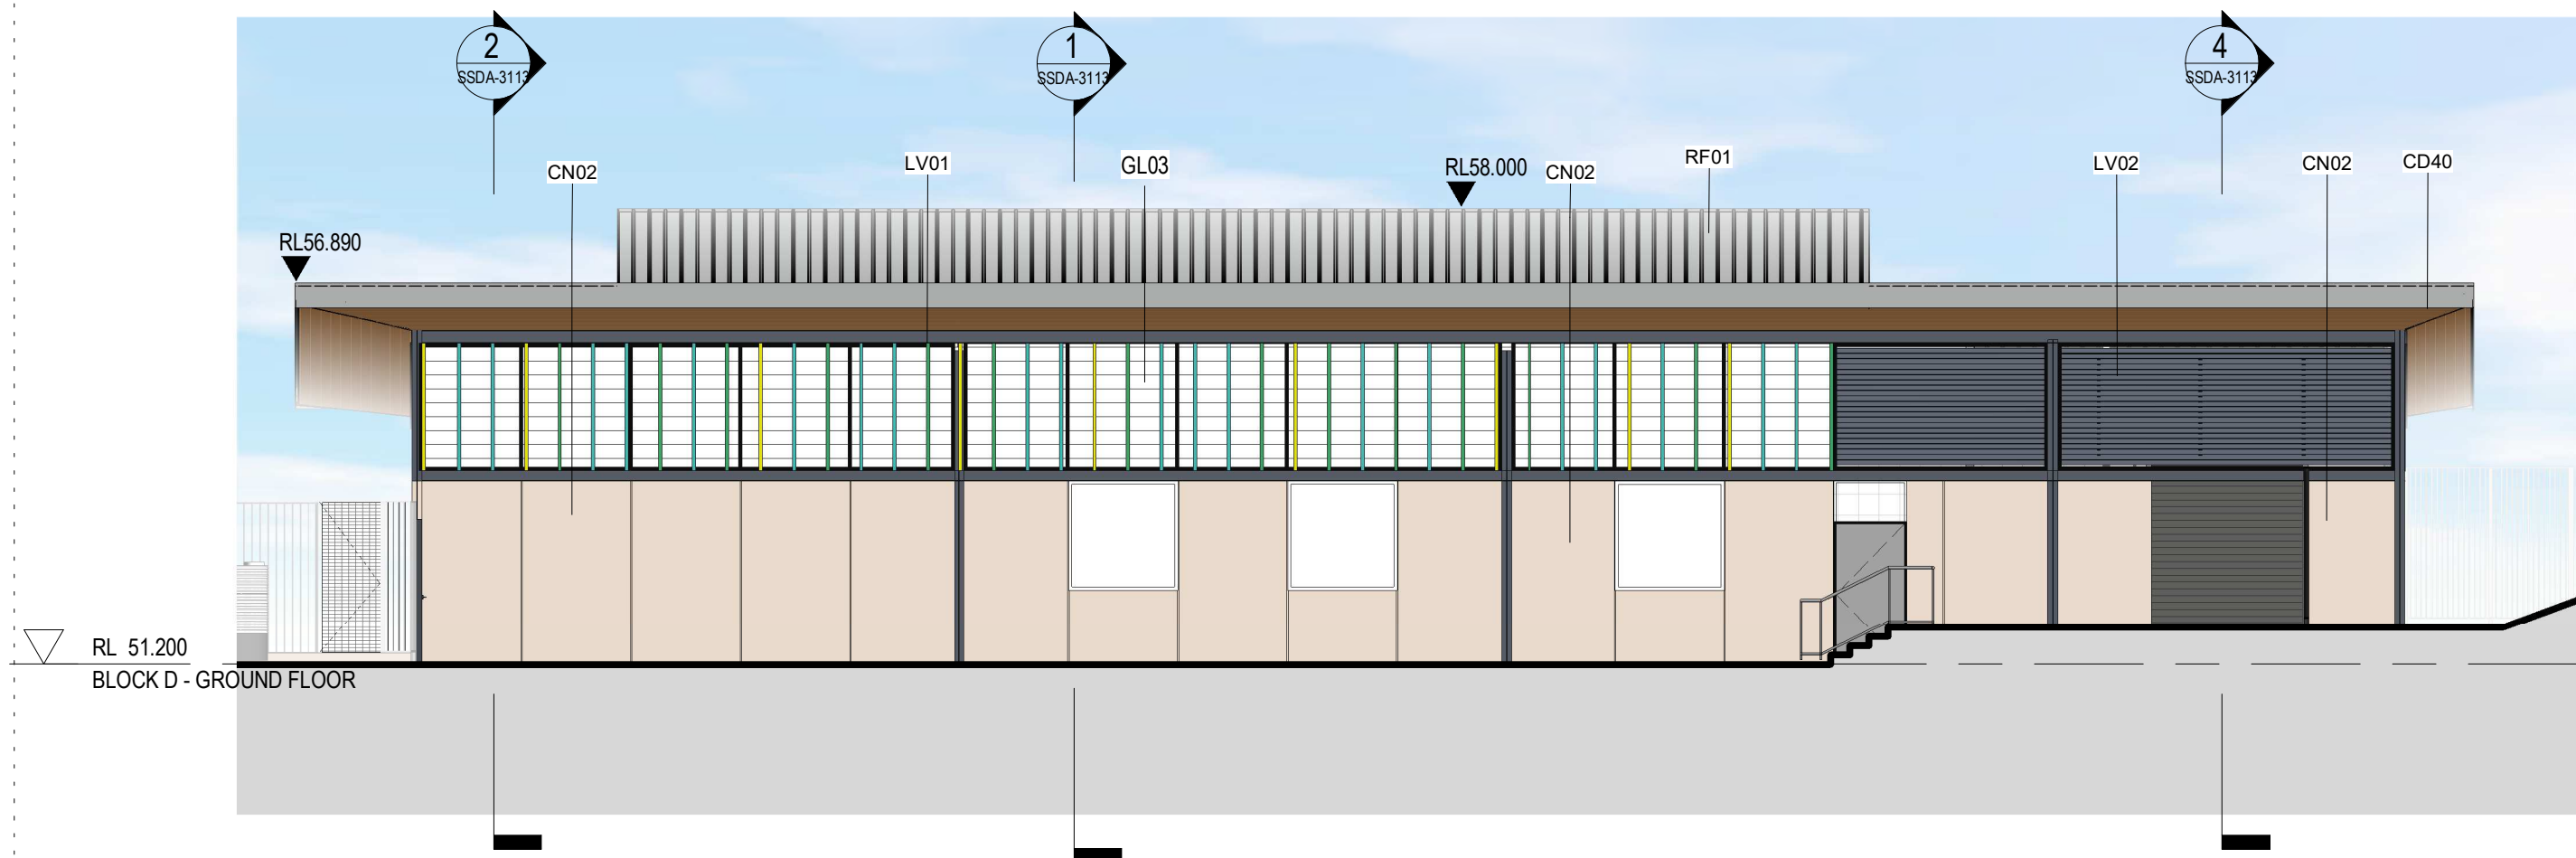 2
SSDA-3113
1
SSDA-3113
4
SSDA-3113
CN02
LV01
GL03
RL58.000
CN02
RF01
LV02
CN02
CD40
RL56.890
RL 51.200
BLOCK D - GROUND FLOOR